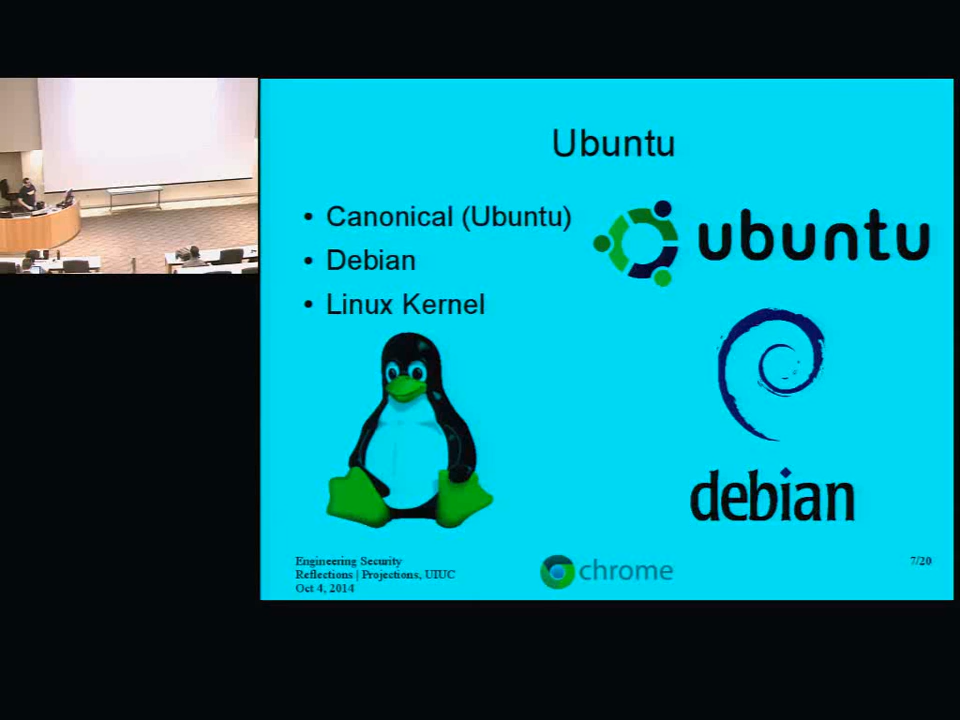 Ubuntu
• Canonical (Ubuntu)
• Debian
• Linux Kernel
ubuntu
debian
Engineering Security
Reflections | Projections, UIUC
Oct 4, 2014
chrome
7/20